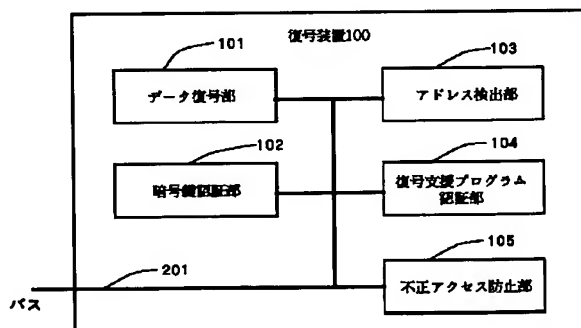 復号装置100
101
データ復号部
103
アドレス検出部
102
暗号鍵認証部
104
復号支援プログラム
認証部
105
不正アクセス防止部
201
バス